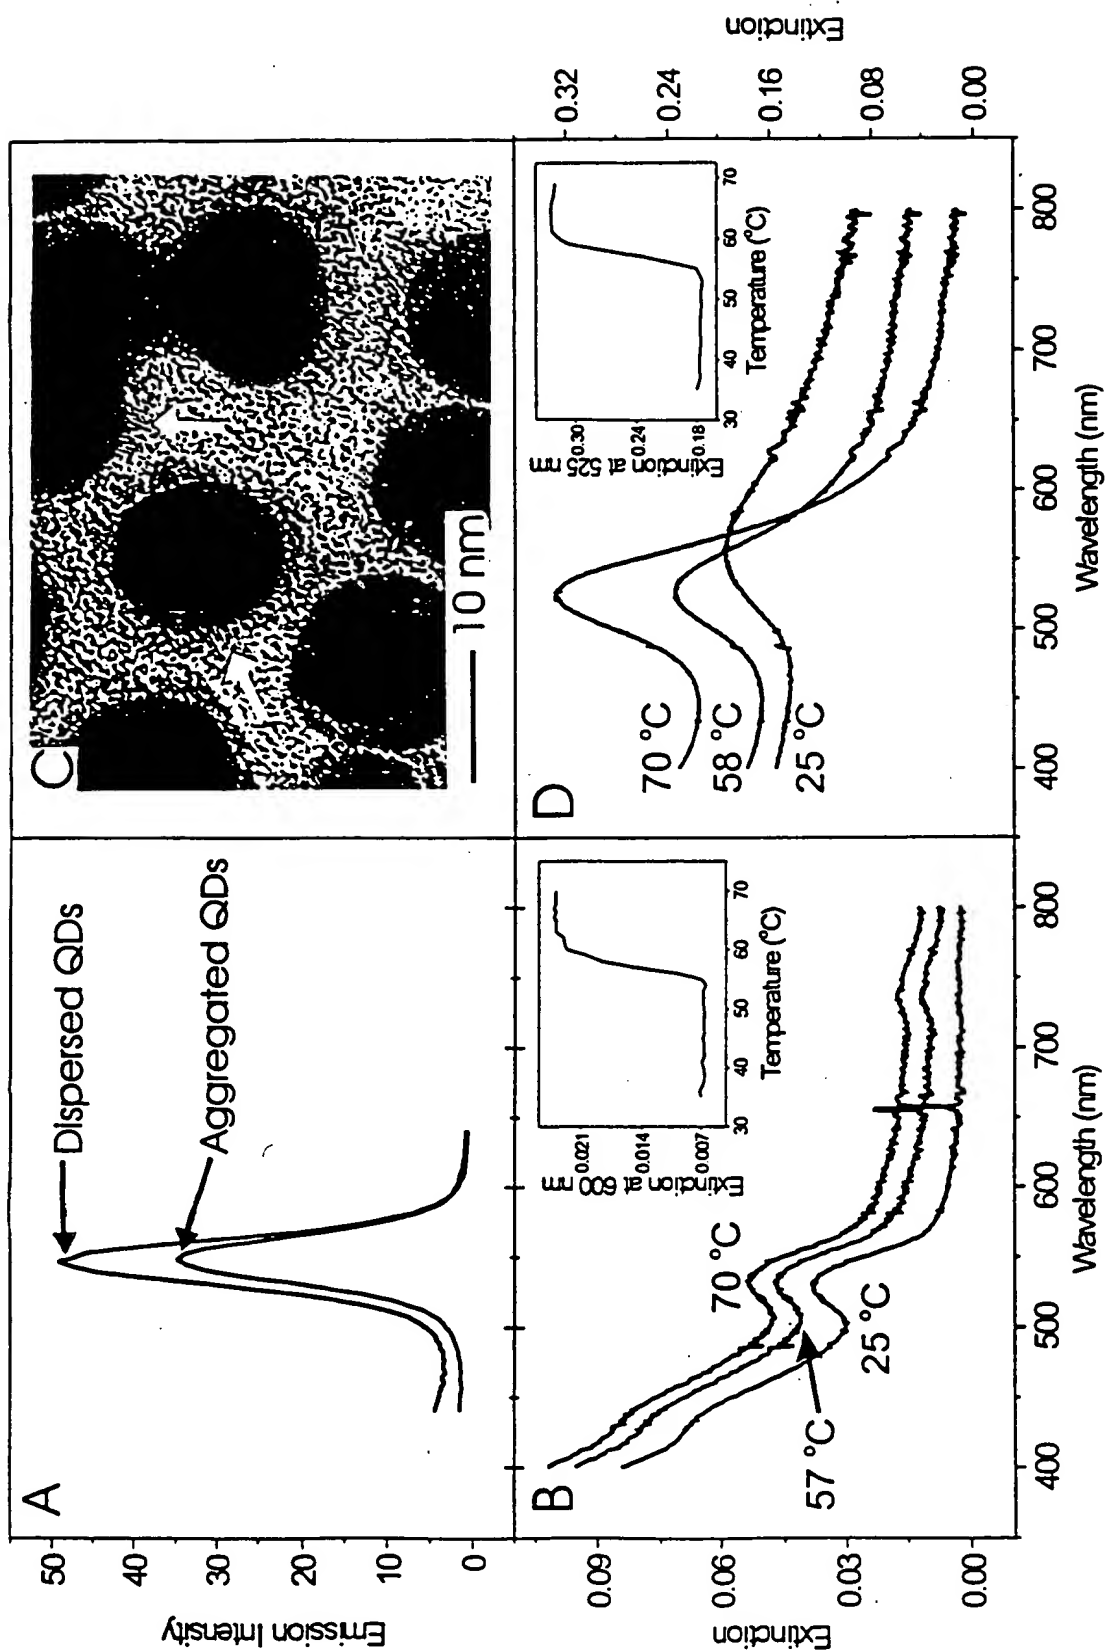 A
Dispersed QDs
Aggregated QDs
50
40
30
20
10
0
Emission Intensity
C
10 nm
B
70 °C
57 °C
25 °C
0.09
0.06
0.03
0.00
Extinction
400
500
600
700
800
Wavelength (nm)
0.021
0.014
0.007
Extinction at 600 nm
30
40
50
60
70
Temperature (°C)
D
70 °C
58 °C
25 °C
400
500
600
700
800
Wavelength (nm)
0.32
0.24
0.16
0.08
0.00
Extinction
0.30
0.24
0.18
Extinction at 525 nm
30
40
50
60
70
Temperature (°C)